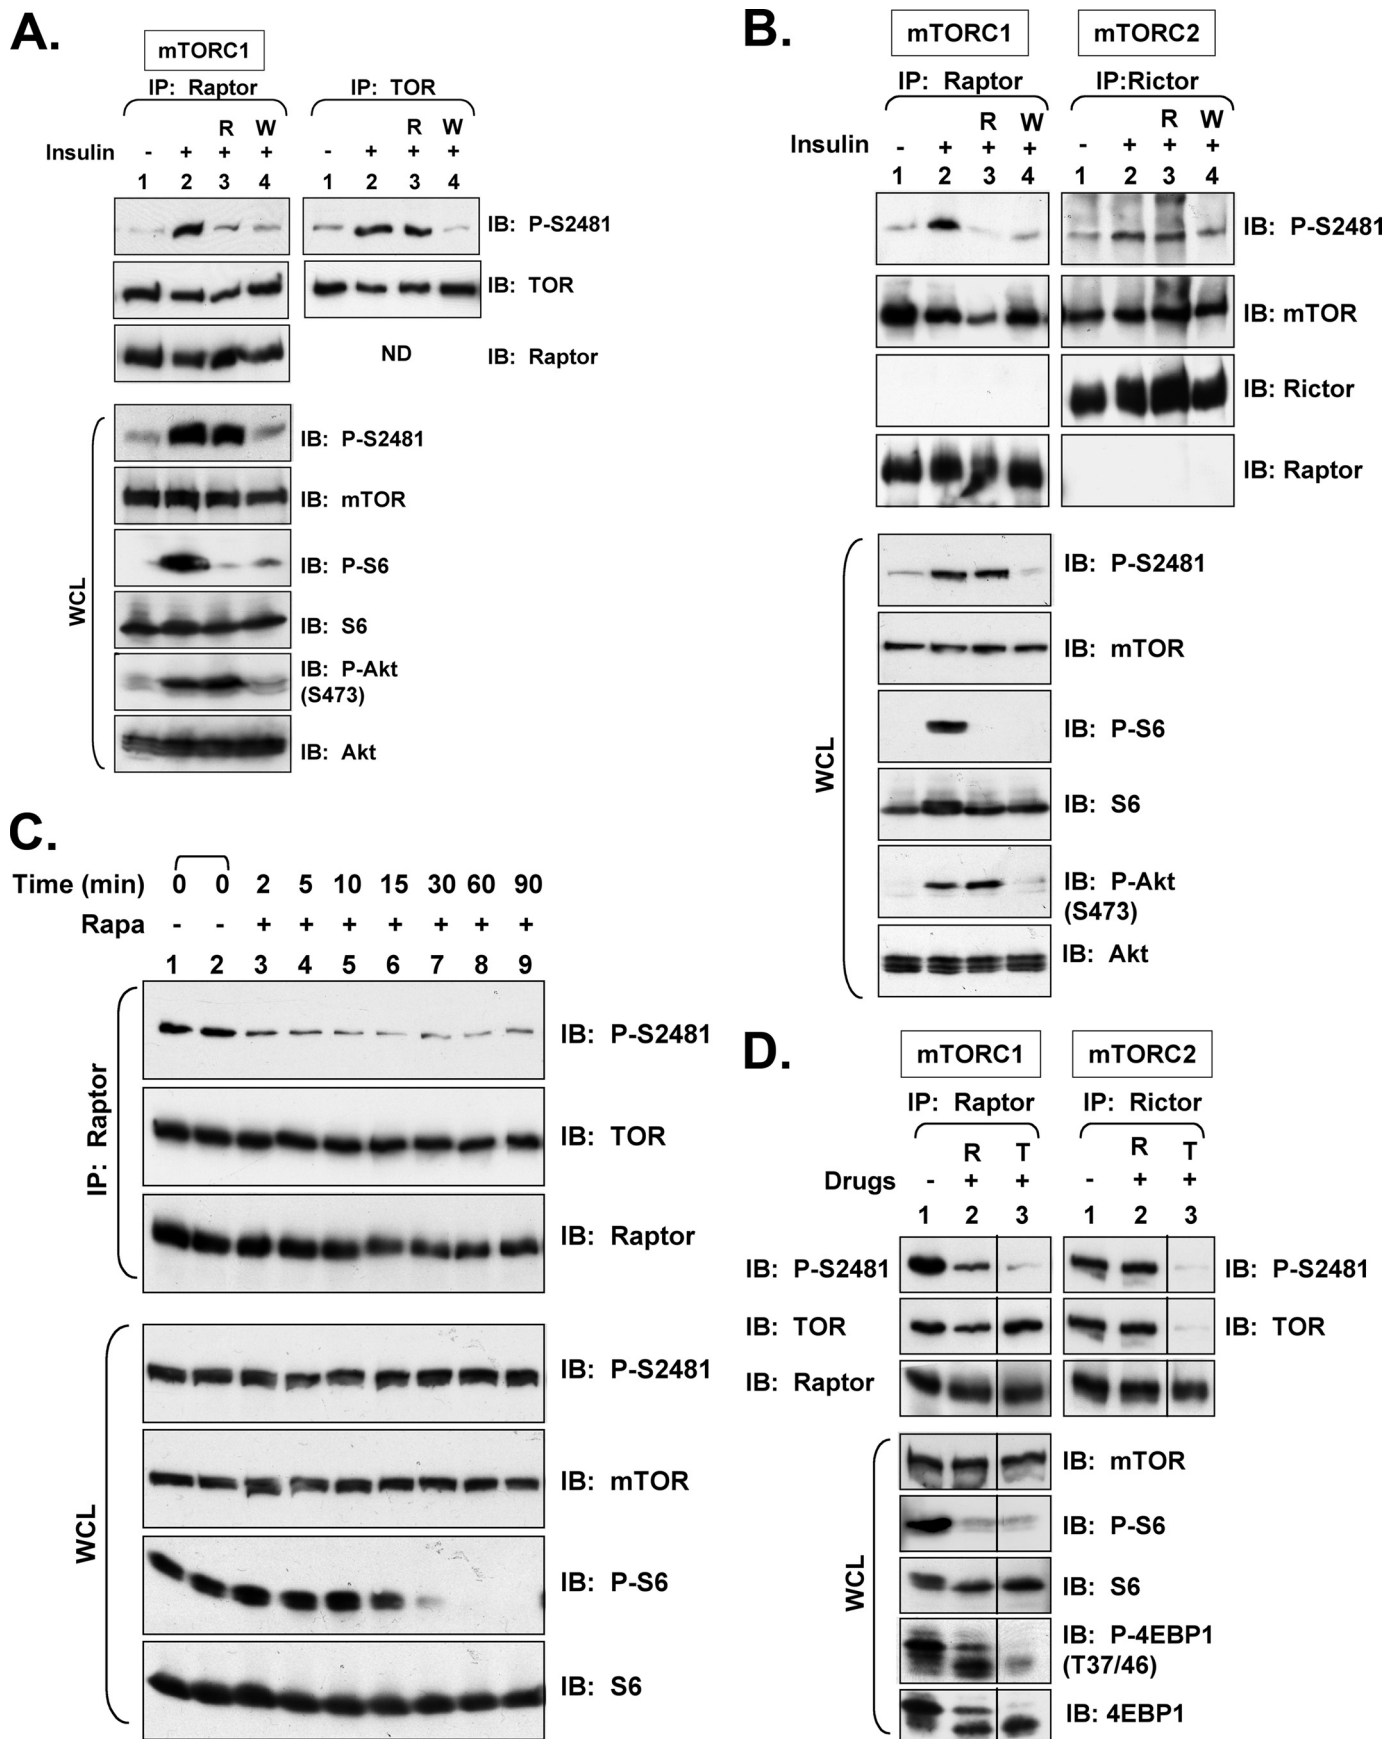 A.
mTORC1
IP: Raptor
IP: TOR
R W R W
Insulin - + + + - + + +
1 2 3 4 1 2 3 4
IB: P-S2481
IB: TOR
ND
IB: Raptor
WCL
IB: P-S2481
IB: mTOR
IB: P-S6
IB: S6
IB: P-Akt
(S473)
IB: Akt
B.
mTORC1
mTORC2
IP: Raptor
IP:Rictor
R W R W
Insulin - + + + - + + +
1 2 3 4 1 2 3 4
IB: P-S2481
IB: mTOR
IB: Rictor
IB: Raptor
WCL
IB: P-S2481
IB: mTOR
IB: P-S6
IB: S6
IB: P-Akt
(S473)
IB: Akt
C.
Time (min) 0 0 2 5 10 15 30 60 90
Rapa - - + + + + + + +
1 2 3 4 5 6 7 8 9
IP: Raptor
IB: P-S2481
IB: TOR
IB: Raptor
WCL
IB: P-S2481
IB: mTOR
IB: P-S6
IB: S6
D.
mTORC1
mTORC2
IP: Raptor
IP: Rictor
R T R T
Drugs - + + - + +
1 2 3 1 2 3
IB: P-S2481
IB: P-S2481
IB: TOR
IB: TOR
IB: Raptor
WCL
IB: mTOR
IB: P-S6
IB: S6
IB: P-4EBP1
(T37/46)
IB: 4EBP1